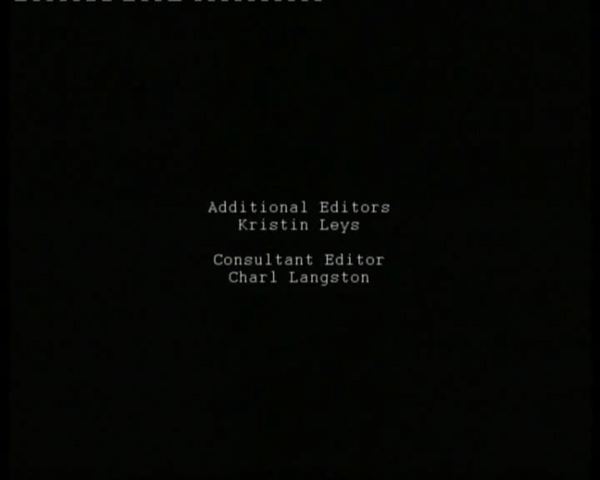 Additional Editors
Kristin Leys
Consultant Editor
Charl Langston